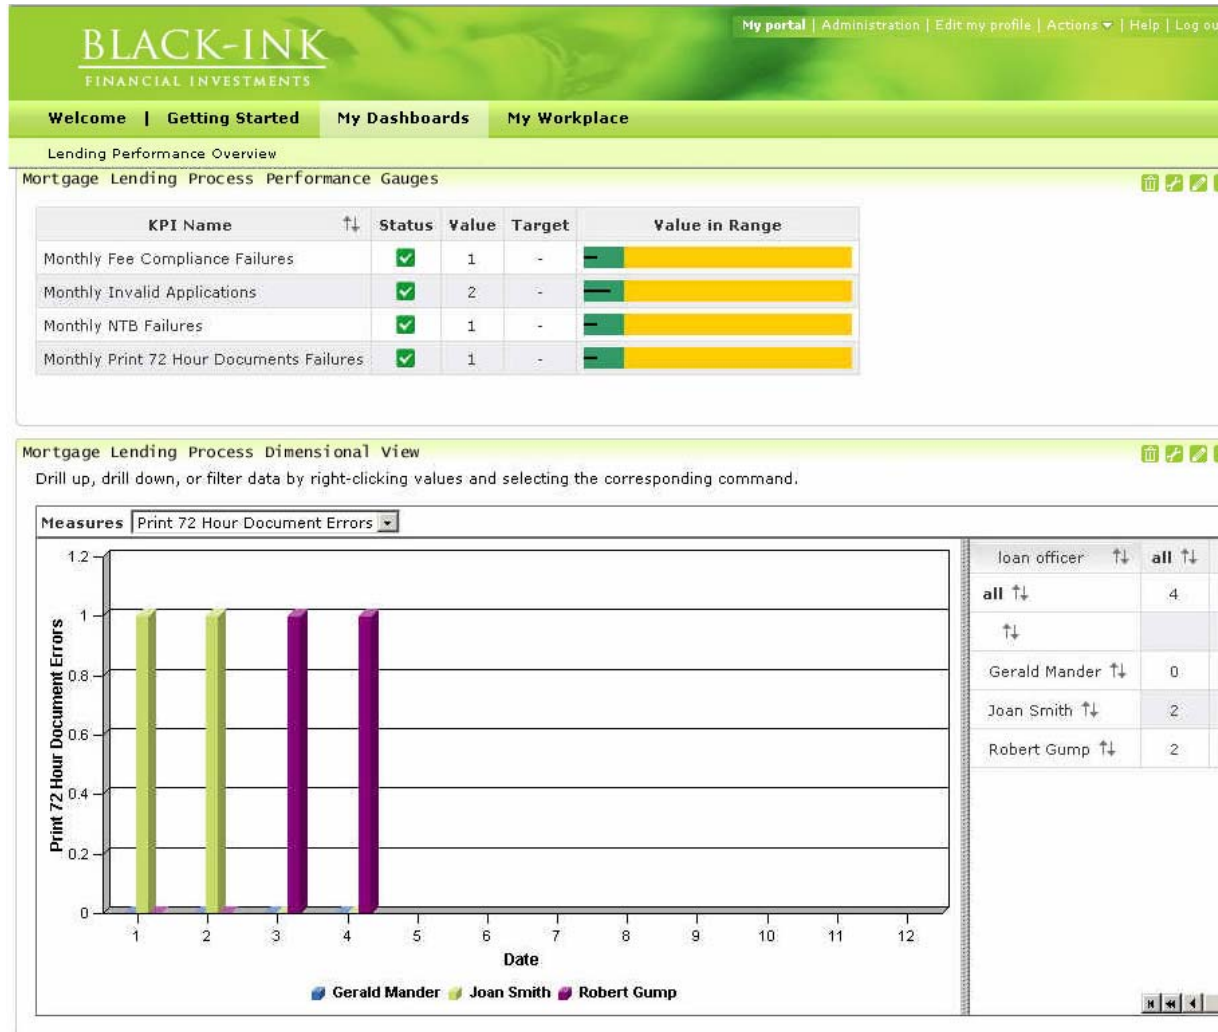 My portal | Administration | Edit my profile | Actions | Help | Log ou
BLACK-INK
FINANCIAL INVESTMENTS
Welcome | Getting Started My Dashboards My Workplace
Lending Performance Overview
Mortgage Lending Process Performance Gauges
KPI Name Status Value Target Value in Range
Monthly Fee Compliance Failures 1 -
Monthly Invalid Applications 2 -
Monthly NTB Failures 1 -
Monthly Print 72 Hour Documents Failures 1 -
Mortgage Lending Process Dimensional View
Drill up, drill down, or filter data by right-clicking values and selecting the corresponding command.
Measures Print 72 Hour Document Errors
Print 72 Hour Document Errors
1.2
1
0.8
0.6
0.4
0.2
0
1 2 3 4 5 6 7 8 9 10 11 12
Date
Gerald Mander Joan Smith Robert Gump
loan officer all
all 4
Gerald Mander 0
Joan Smith 2
Robert Gump 2